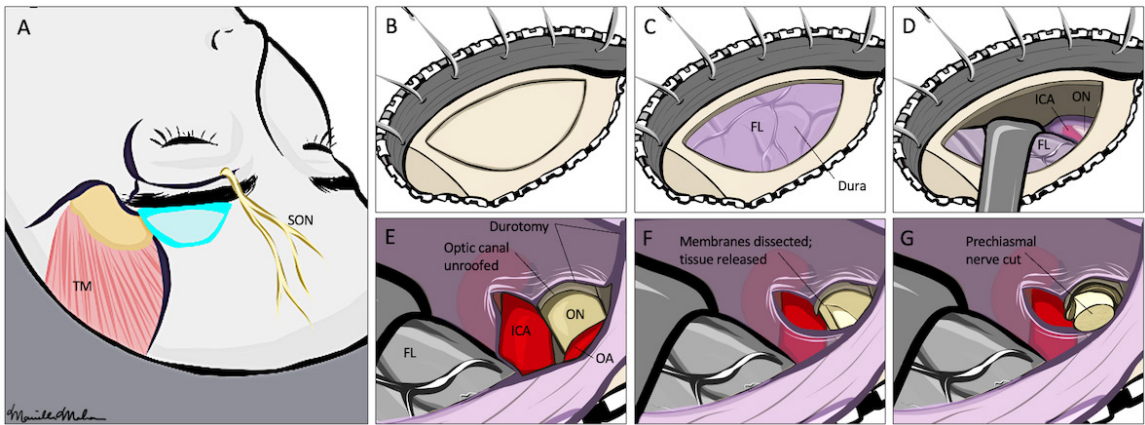 A
SON
TM
B
C
FL
Dura
D
ICA
ON
FL
E
Durotomy
Optic canal
unroofed
ICA
ON
FL
OA
F
Membranes dissected;
tissue released
G
Prechiasmal
nerve cut